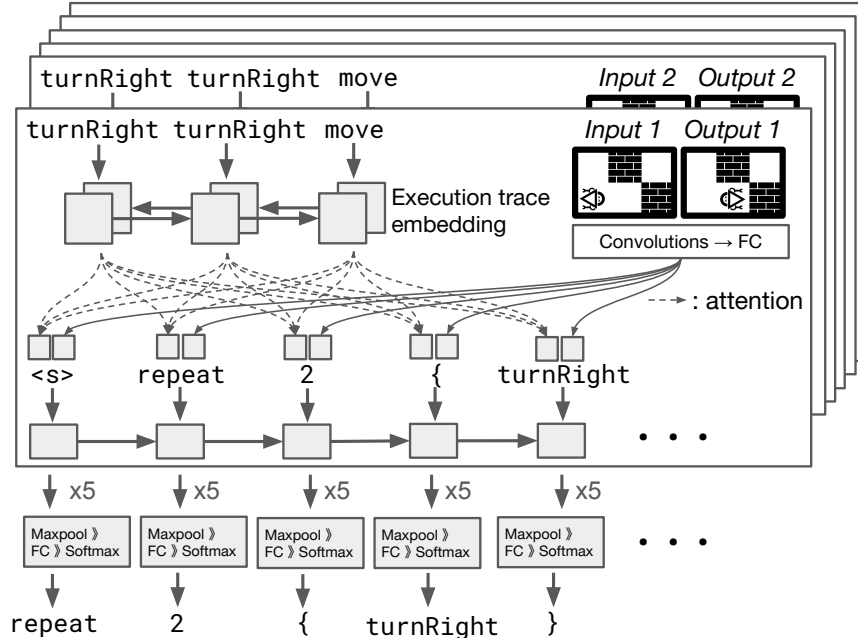 turnRight turnRight move
Input 2 Output 2
turnRight turnRight move
Input 1 Output 1
Execution trace
embedding
Convolutions → FC
: attention
<s> repeat 2 { turnRight
. . .
x5 x5 x5 x5 x5
Maxpool 》 Maxpool 》 Maxpool 》 Maxpool 》 Maxpool 》
FC 》Softmax FC 》Softmax FC 》Softmax FC 》Softmax FC 》Softmax
. . .
repeat 2 { turnRight }